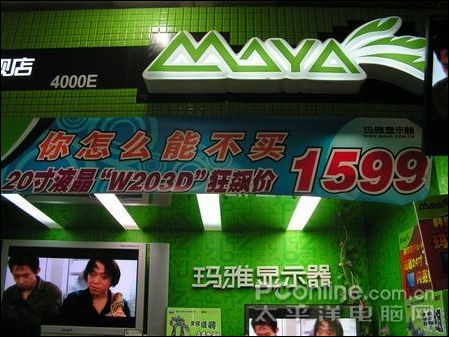 MAYA
舰店
4000E
玛雅显示器
你怎么能不买
20寸液晶"W203D"狂飙价
1599
玛雅显示器
Pconline.com.cn
太平洋电脑网